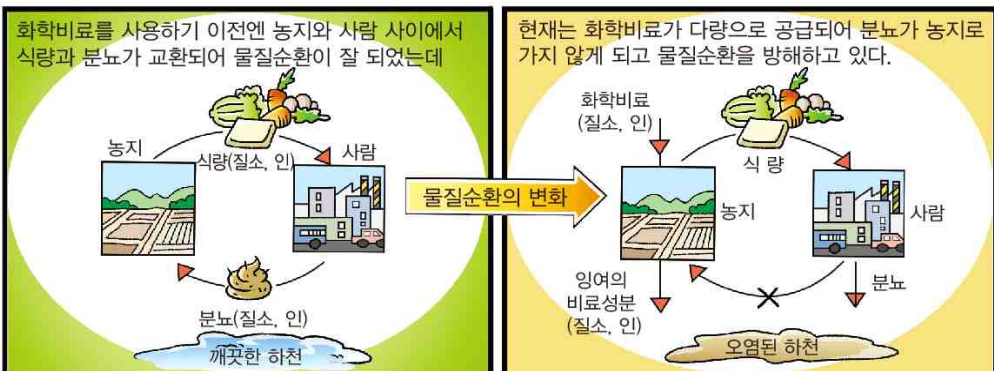 화학비료를 사용하기 이전엔 농지와 사람 사이에서
식량과 분뇨가 교환되어 물질순환이 잘 되었는데
농지
식량(질소, 인)
사람
분뇨(질소, 인)
깨끗한 하천
물질순환의 변화
현재는 화학비료가 다량으로 공급되어 분뇨가 농지로
가지 않게 되고 물질순환을 방해하고 있다.
화학비료
(질소, 인)
식 량
농지
사람
잉여의
비료성분
(질소, 인)
분뇨
오염된 하천